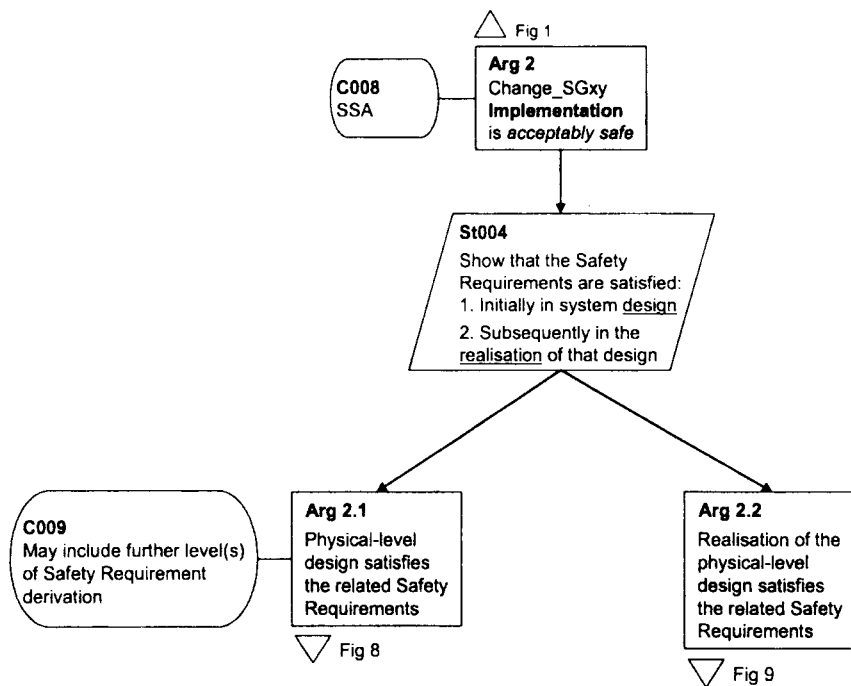 Fig 1
Arg 2
Change_SGxy
Implementation
is acceptably safe
C008
SSA
St004
Show that the Safety
Requirements are satisfied:
1. Initially in system design
2. Subsequently in the
realisation of that design
C009
May include further level(s)
of Safety Requirement
derivation
Arg 2.1
Physical-level
design satisfies
the related Safety
Requirements
Fig 8
Arg 2.2
Realisation of the
physical-level
design satisfies
the related Safety
Requirements
Fig 9